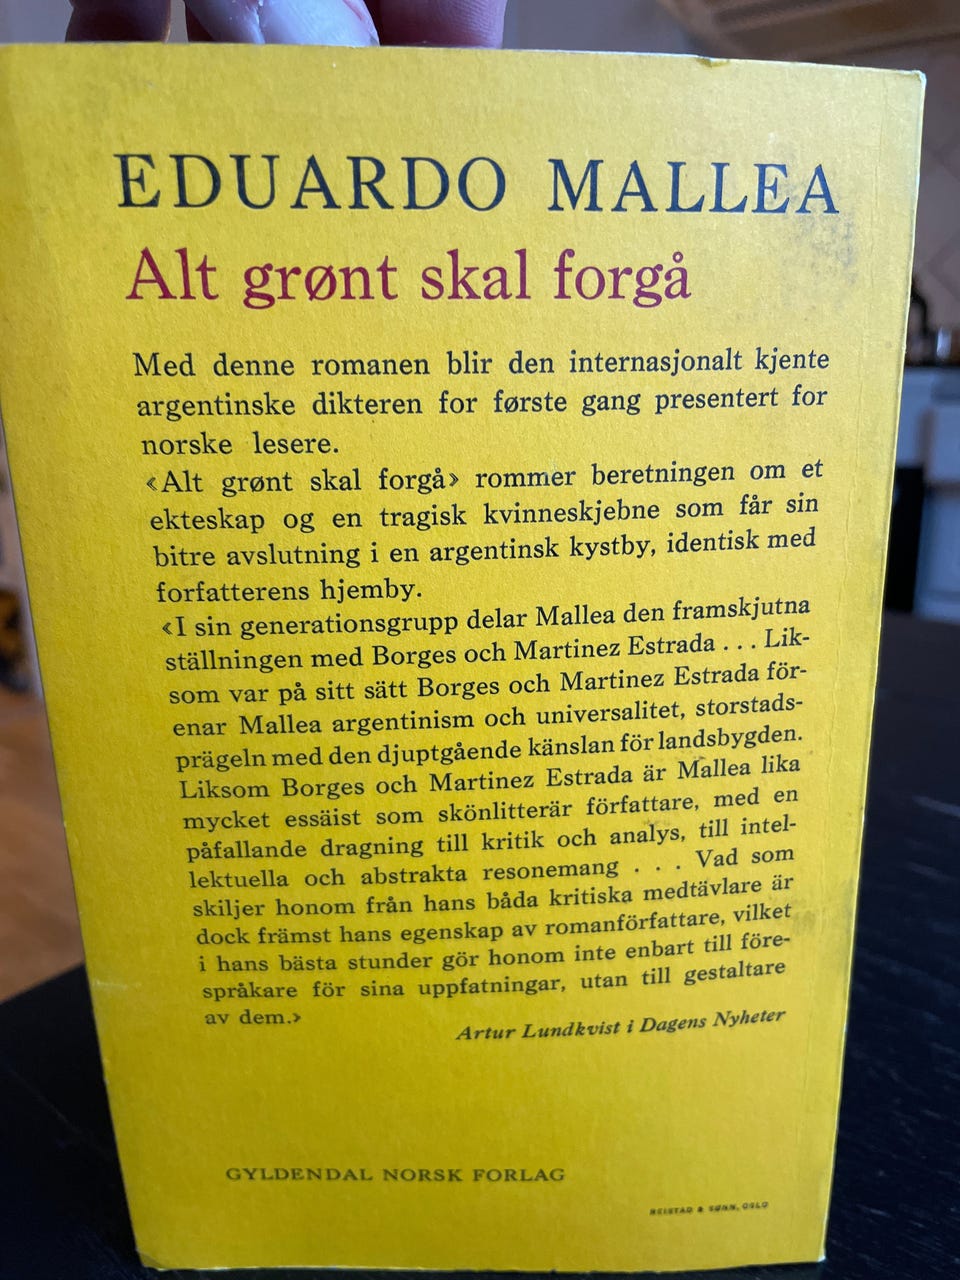 EDUARDO MALLEA
Alt grønt skal forgå
Med denne romanen blir den internasjonalt kjente
argentinske dikteren for første gang presentert for
norske lesere.
«Alt grønt skal forgå» rommer beretningen om et
ekteskap og en tragisk kvinneskjebne som får sin
bitre avslutning i en argentinsk kystby, identisk med
forfatterens hjemby.
«I sin generationsgrupp delar Mallea den framskjutna
ställningen med Borges och Martinez Estrada . . . Lik-
som var på sitt sätt Borges och Martinez Estrada för-
enar Mallea argentinism och universalitet, storstads-
prägeln med den djuptgående känslan för landsbygden.
Liksom Borges och Martinez Estrada är Mallea lika
mycket essäist som skönlitterär författare, med en
påfallande dragning till kritik och analys, till intel-
lektuella och abstrakta resonemang . . . Vad som
skiljer honom från hans båda kritiska medtävlare är
dock främst hans egenskap av romanförfattare, vilket
i hans bästa stunder gör honom inte enbart till före-
språkare för sina uppfatningar, utan till gestaltare
av dem.»
Artur Lundkvist i Dagens Nyheter
GYLDENDAL NORSK FORLAG
REISTAD & SØNN, OSLO